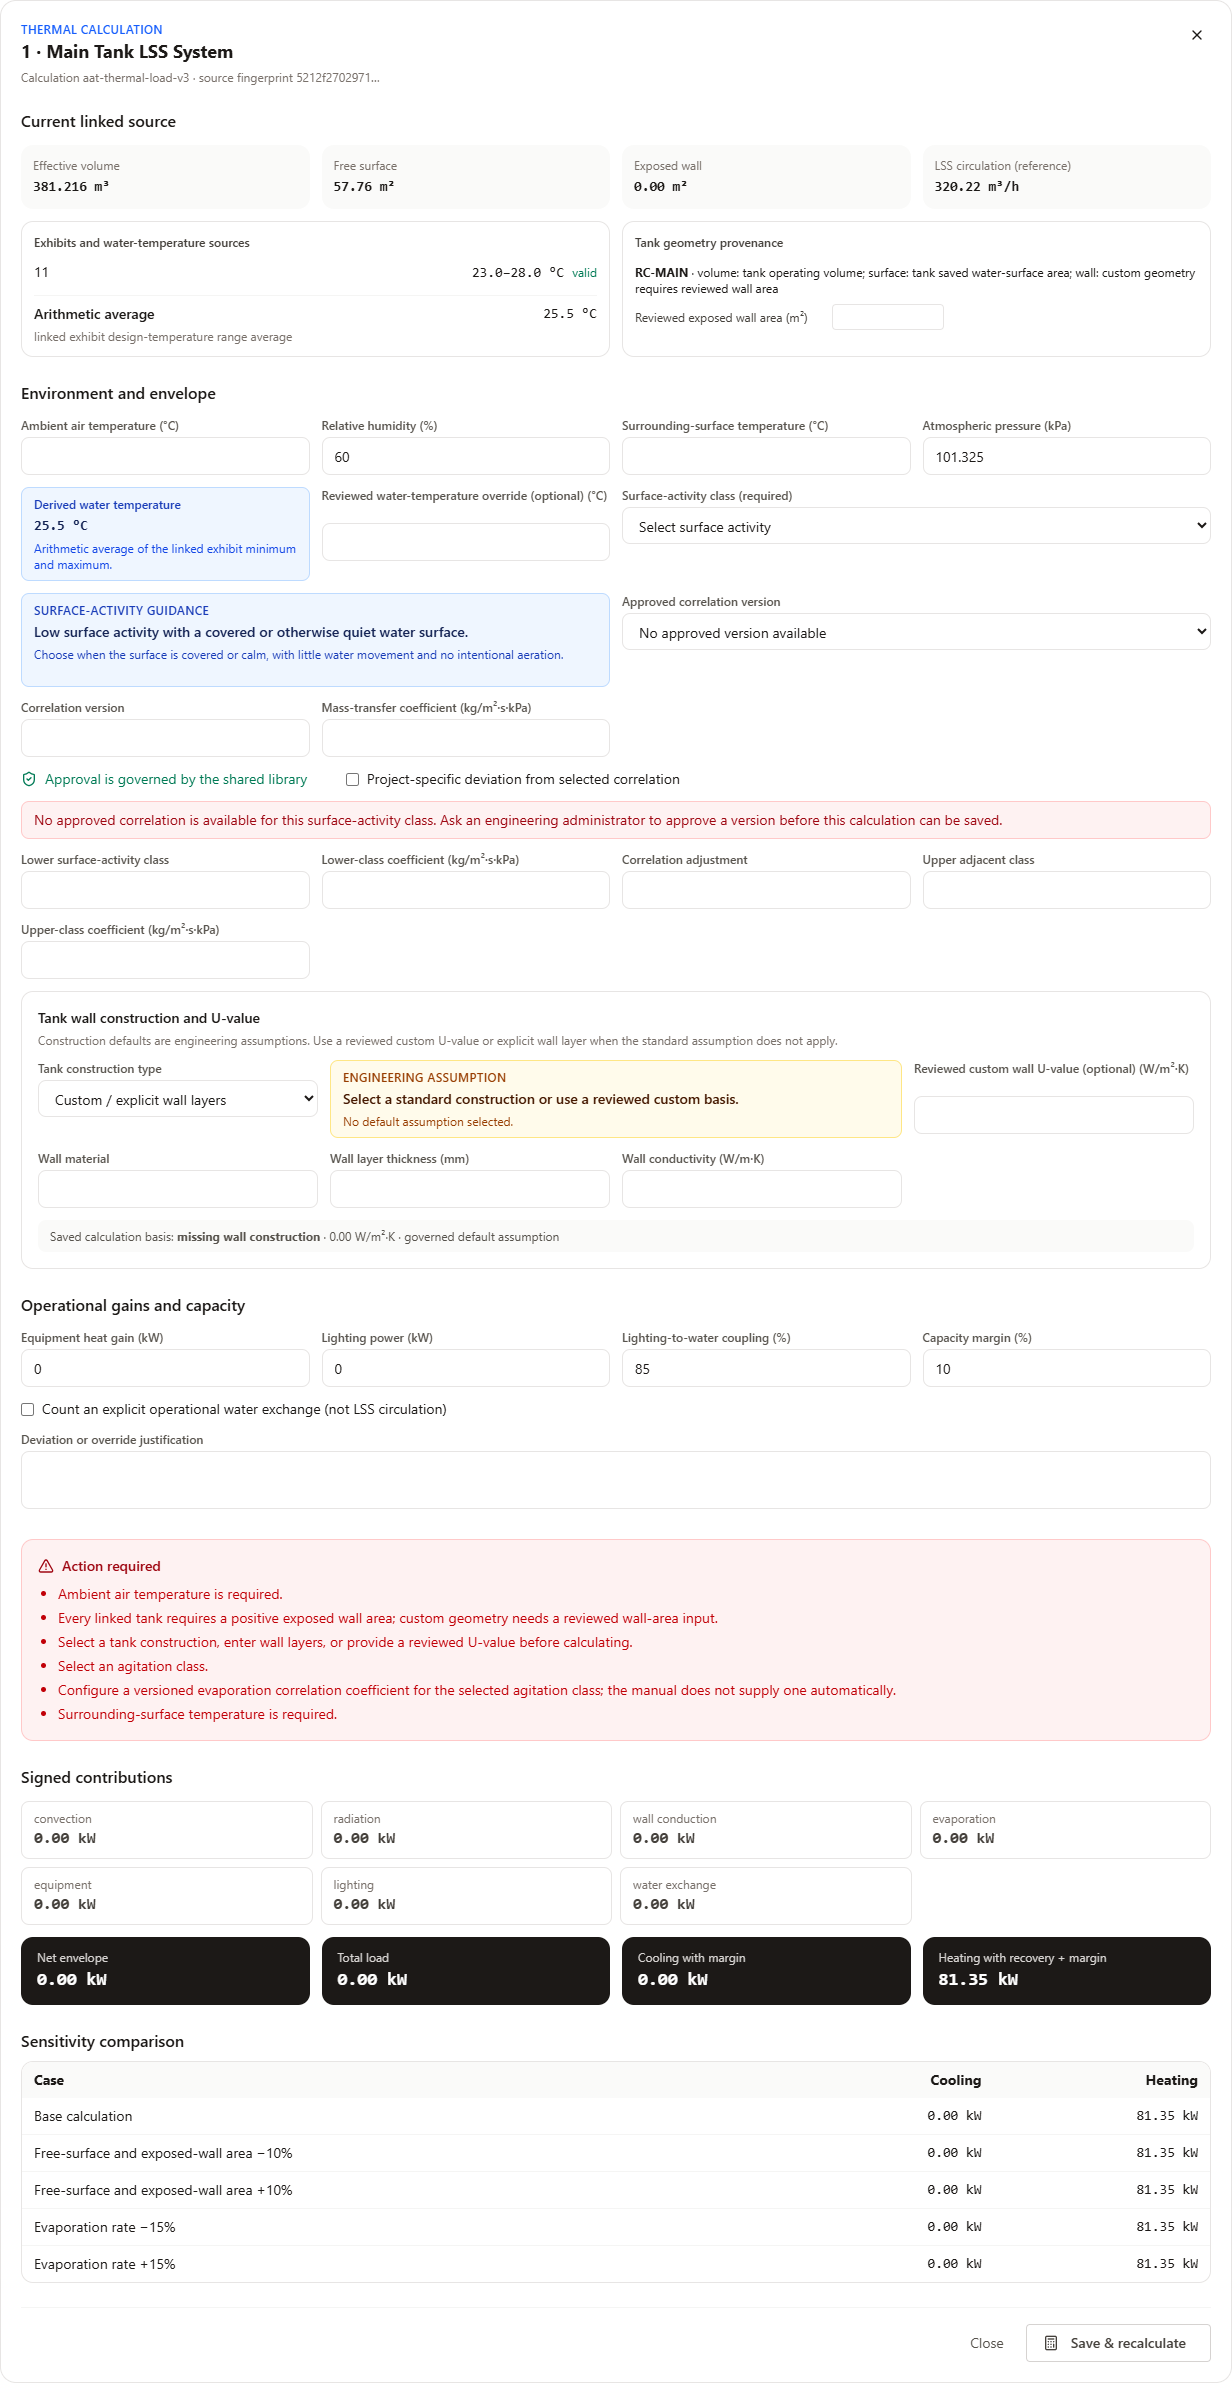 THERMAL CALCULATION
1 · Main Tank LSS System
Calculation aat-thermal-load-v3 · source fingerprint 5212f2702971...
Current linked source
Effective volume
381.216 m³
Free surface
57.76 m²
Exposed wall
0.00 m²
LSS circulation (reference)
320.22 m³/h
Exhibits and water-temperature sources
11
23.0–28.0 °C valid
Arithmetic average
25.5 °C
linked exhibit design-temperature range average
Tank geometry provenance
RC-MAIN · volume: tank operating volume; surface: tank saved water-surface area; wall: custom geometry
requires reviewed wall area
Reviewed exposed wall area (m²)
Environment and envelope
Ambient air temperature (°C)
Relative humidity (%)
60
Surrounding-surface temperature (°C)
Atmospheric pressure (kPa)
101.325
Derived water temperature
25.5 °C
Arithmetic average of the linked exhibit minimum
and maximum.
Reviewed water-temperature override (optional) (°C)
Surface-activity class (required)
Select surface activity
SURFACE-ACTIVITY GUIDANCE
Low surface activity with a covered or otherwise quiet water surface.
Choose when the surface is covered or calm, with little water movement and no intentional aeration.
Approved correlation version
No approved version available
Correlation version
Mass-transfer coefficient (kg/m²·s·kPa)
Approval is governed by the shared library
Project-specific deviation from selected correlation
No approved correlation is available for this surface-activity class. Ask an engineering administrator to approve a version before this calculation can be saved.
Lower surface-activity class
Lower-class coefficient (kg/m²·s·kPa)
Correlation adjustment
Upper adjacent class
Upper-class coefficient (kg/m²·s·kPa)
Tank wall construction and U-value
Construction defaults are engineering assumptions. Use a reviewed custom U-value or explicit wall layer when the standard assumption does not apply.
Tank construction type
Custom / explicit wall layers
ENGINEERING ASSUMPTION
Select a standard construction or use a reviewed custom basis.
No default assumption selected.
Reviewed custom wall U-value (optional) (W/m²·K)
Wall material
Wall layer thickness (mm)
Wall conductivity (W/m·K)
Saved calculation basis: missing wall construction · 0.00 W/m²·K · governed default assumption
Operational gains and capacity
Equipment heat gain (kW)
0
Lighting power (kW)
0
Lighting-to-water coupling (%)
85
Capacity margin (%)
10
Count an explicit operational water exchange (not LSS circulation)
Deviation or override justification
Action required
• Ambient air temperature is required.
• Every linked tank requires a positive exposed wall area; custom geometry needs a reviewed wall-area input.
• Select a tank construction, enter wall layers, or provide a reviewed U-value before calculating.
• Select an agitation class.
• Configure a versioned evaporation correlation coefficient for the selected agitation class; the manual does not supply one automatically.
• Surrounding-surface temperature is required.
Signed contributions
convection
0.00 kW
radiation
0.00 kW
wall conduction
0.00 kW
evaporation
0.00 kW
equipment
0.00 kW
lighting
0.00 kW
water exchange
0.00 kW
Net envelope
0.00 kW
Total load
0.00 kW
Cooling with margin
0.00 kW
Heating with recovery + margin
81.35 kW
Sensitivity comparison
Case Cooling Heating
Base calculation 0.00 kW 81.35 kW
Free-surface and exposed-wall area −10% 0.00 kW 81.35 kW
Free-surface and exposed-wall area +10% 0.00 kW 81.35 kW
Evaporation rate −15% 0.00 kW 81.35 kW
Evaporation rate +15% 0.00 kW 81.35 kW
Close
Save & recalculate